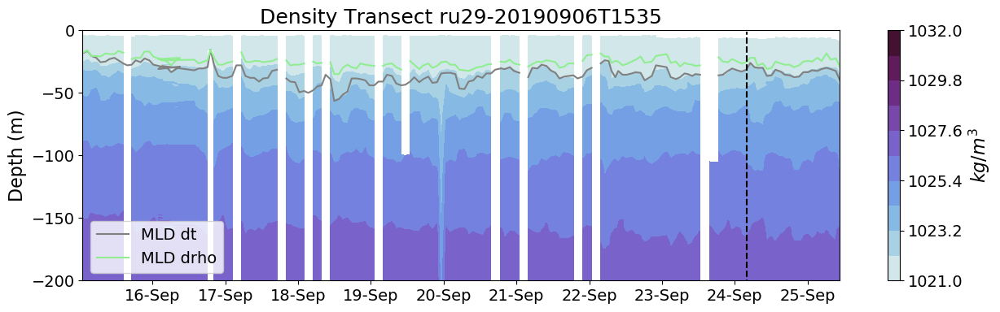 Density Transect ru29-20190906T1535
Depth (m)
0
−50
−100
−150
−200
MLD dt
MLD drho
16-Sep 17-Sep 18-Sep 19-Sep 20-Sep 21-Sep 22-Sep 23-Sep 24-Sep 25-Sep
1032.0
1029.8
1027.6
1025.4
1023.2
1021.0
kg/m³